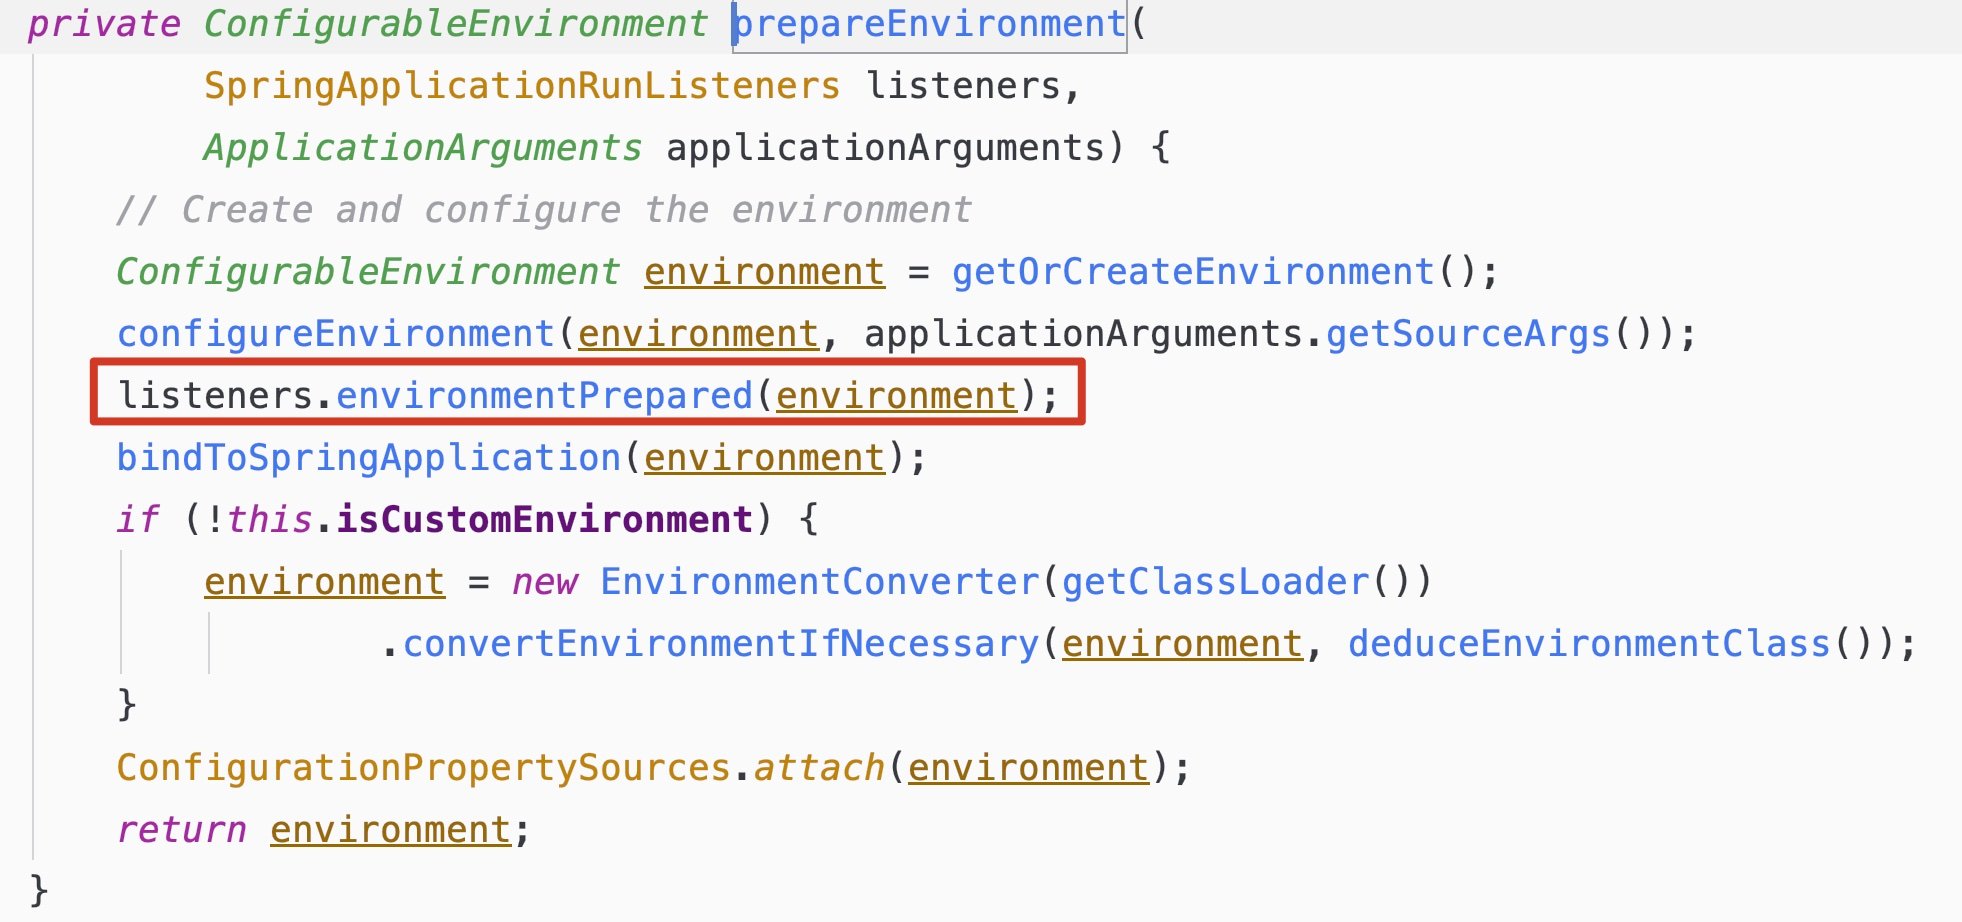 private ConfigurableEnvironment prepareEnvironment(
SpringApplicationRunListeners listeners,
ApplicationArguments applicationArguments) {
// Create and configure the environment
ConfigurableEnvironment environment = getOrCreateEnvironment();
configureEnvironment(environment, applicationArguments.getSourceArgs());
listeners.environmentPrepared(environment);
bindToSpringApplication(environment);
if (!this.isCustomEnvironment) {
environment = new EnvironmentConverter(getClassLoader())
.convertEnvironmentIfNecessary(environment, deduceEnvironmentClass());
}
ConfigurationPropertySources.attach(environment);
return environment;
}